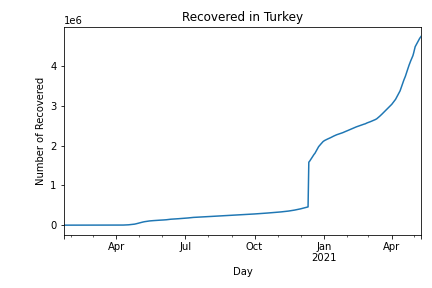 Recovered in Turkey
1e6
4
3
2
1
0
Number of Recovered
Apr
Jul
Oct
Jan
2021
Apr
Day